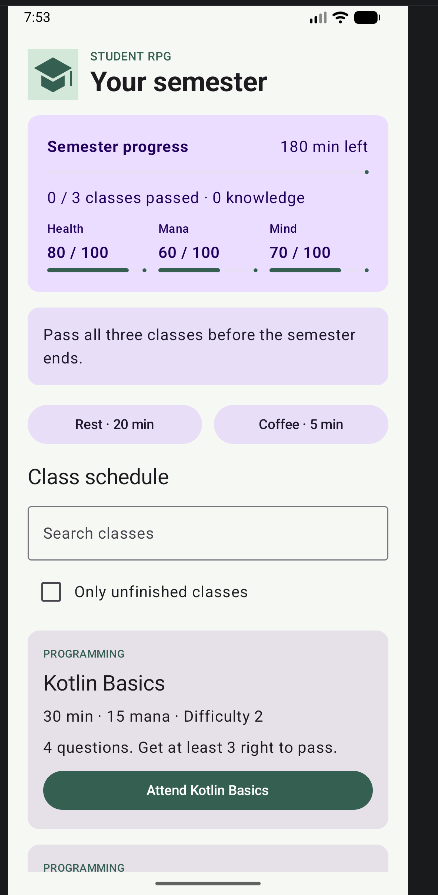 7:53
STUDENT RPG
Your semester
Semester progress 180 min left
0 / 3 classes passed · 0 knowledge
Health Mana Mind
80 / 100 60 / 100 70 / 100
Pass all three classes before the semester
ends.
Rest · 20 min Coffee · 5 min
Class schedule
Search classes
Only unfinished classes
PROGRAMMING
Kotlin Basics
30 min · 15 mana · Difficulty 2
4 questions. Get at least 3 right to pass.
Attend Kotlin Basics
PROGRAMMING